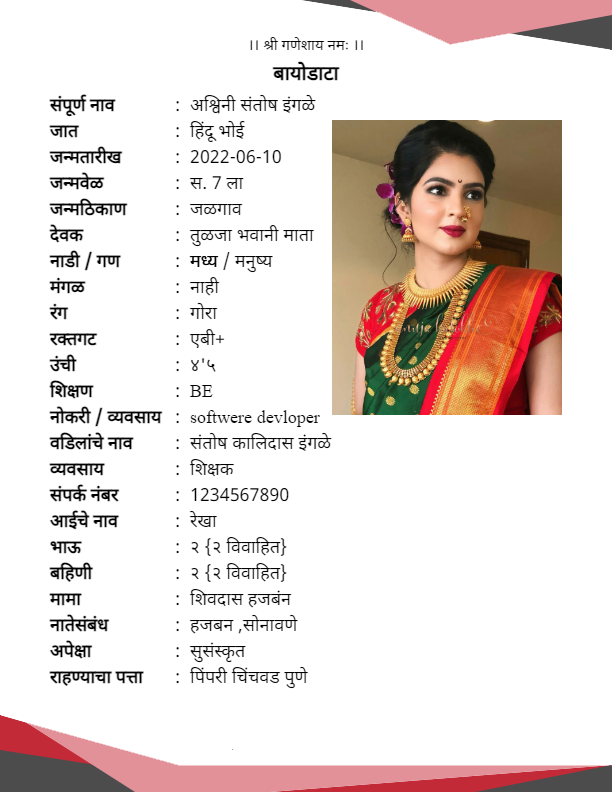 ।। श्री गणेशाय नमः ।।
बायोडाटा
संपूर्ण नाव : अश्विनी संतोष इंगळे
जात : हिंदू भोई
जन्मतारीख : 2022-06-10
जन्मवेळ : स. 7 ला
जन्मठिकाण : जळगाव
देवक : तुळजा भवानी माता
नाडी / गण : मध्य / मनुष्य
मंगळ : नाही
रंग : गोरा
रक्तगट : एबी+
उंची : ४'५
शिक्षण : BE
नोकरी / व्यवसाय : softwere devloper
वडिलांचे नाव : संतोष कालिदास इंगळे
व्यवसाय : शिक्षक
संपर्क नंबर : 1234567890
आईचे नाव : रेखा
भाऊ : २ {२ विवाहित}
बहिणी : २ {२ विवाहित}
मामा : शिवदास हजबंन
नातेसंबंध : हजबन ,सोनावणे
अपेक्षा : सुसंस्कृत
राहण्याचा पत्ता : पिंपरी चिंचवड पुणे